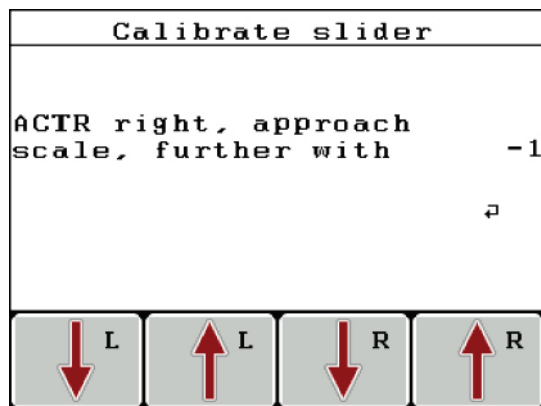 Calibrate slider
ACTR right, approach
scale, further with -1
↵
L L R R